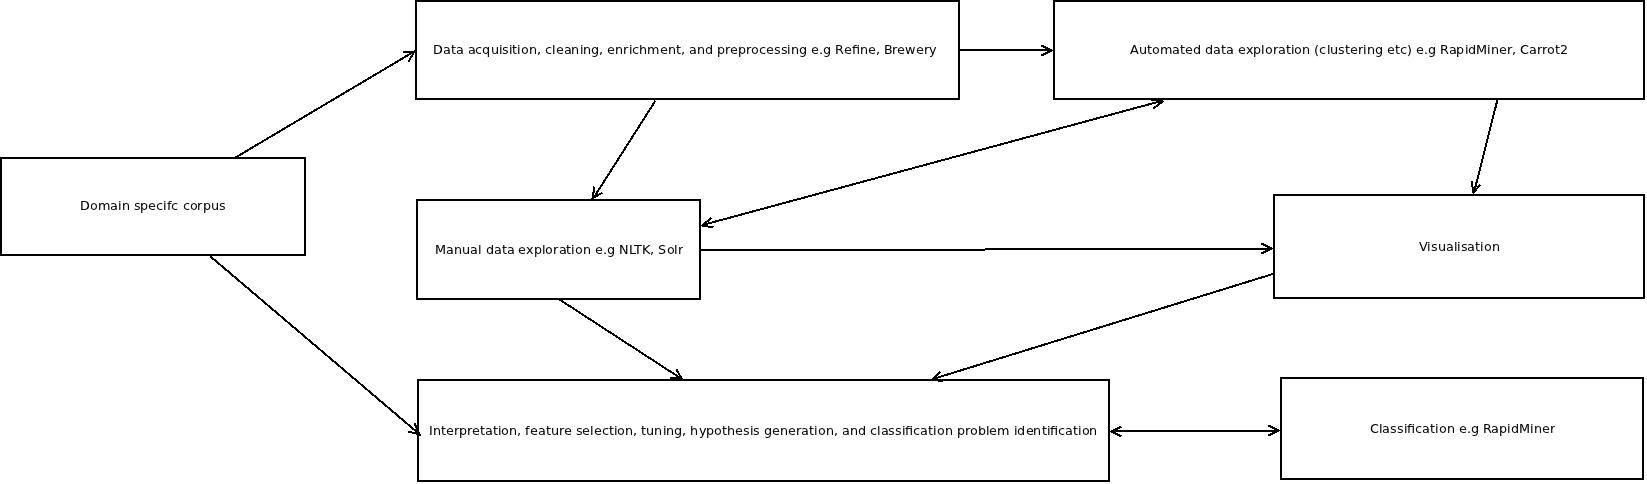 Data acquisition, cleaning, enrichment, and preprocessing e.g Refine, Brewery
Automated data exploration (clustering etc) e.g RapidMiner, Carrot2
Domain specifc corpus
Manual data exploration e.g NLTK, Solr
Visualisation
Interpretation, feature selection, tuning, hypothesis generation, and classification problem identification
Classification e.g RapidMiner